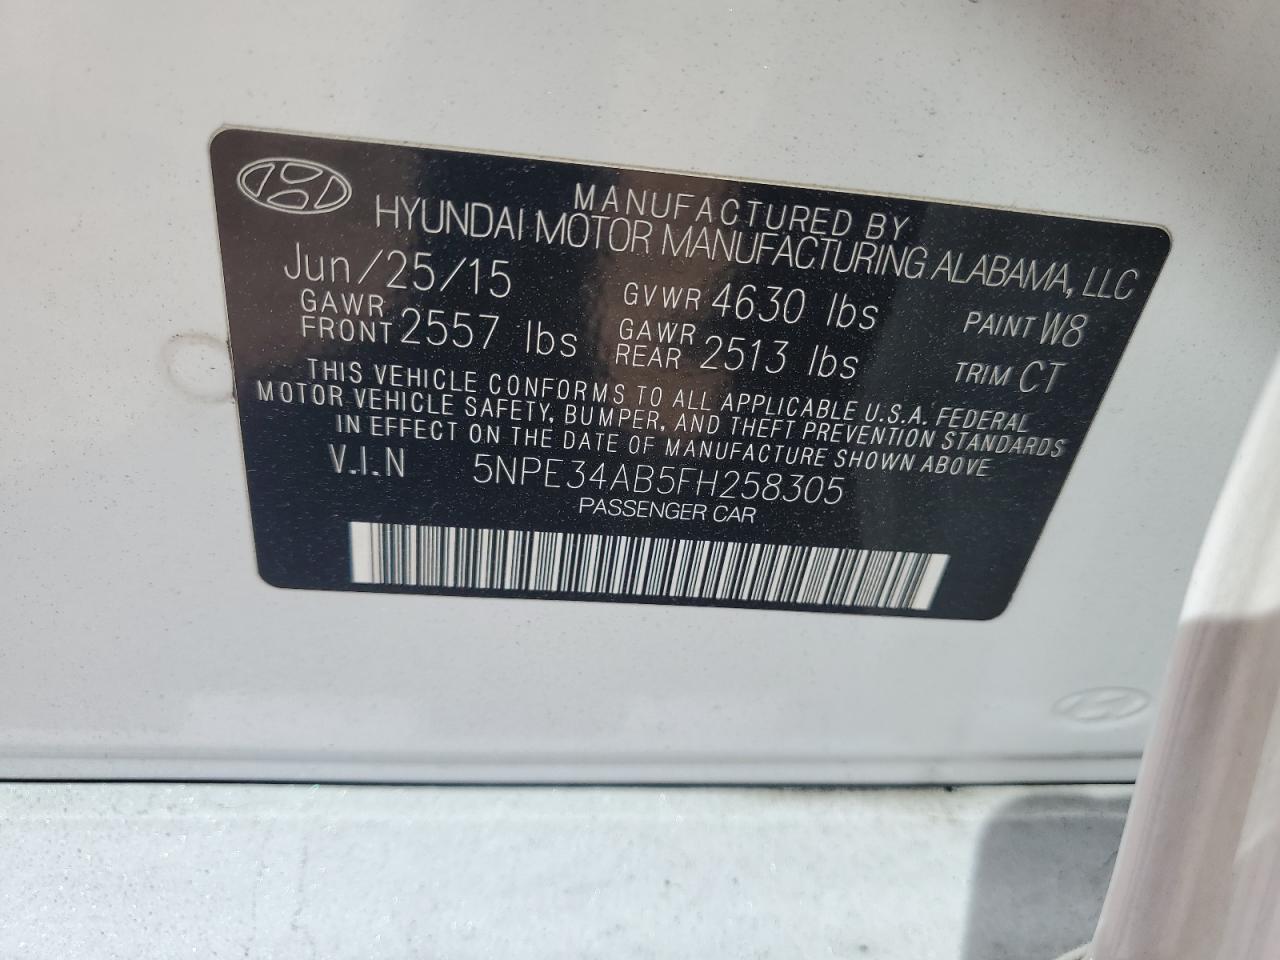 MANUFACTURED BY
HYUNDAI MOTOR MANUFACTURING ALABAMA, LLC
Jun/25/15 GVWR 4630 lbs PAINT W8
GAWR FRONT 2557 lbs GAWR REAR 2513 lbs TRIM CT
THIS VEHICLE CONFORMS TO ALL APPLICABLE U.S.A. FEDERAL
MOTOR VEHICLE SAFETY, BUMPER, AND THEFT PREVENTION STANDARDS
IN EFFECT ON THE DATE OF MANUFACTURE SHOWN ABOVE
V.I.N 5NPE34AB5FH258305
PASSENGER CAR